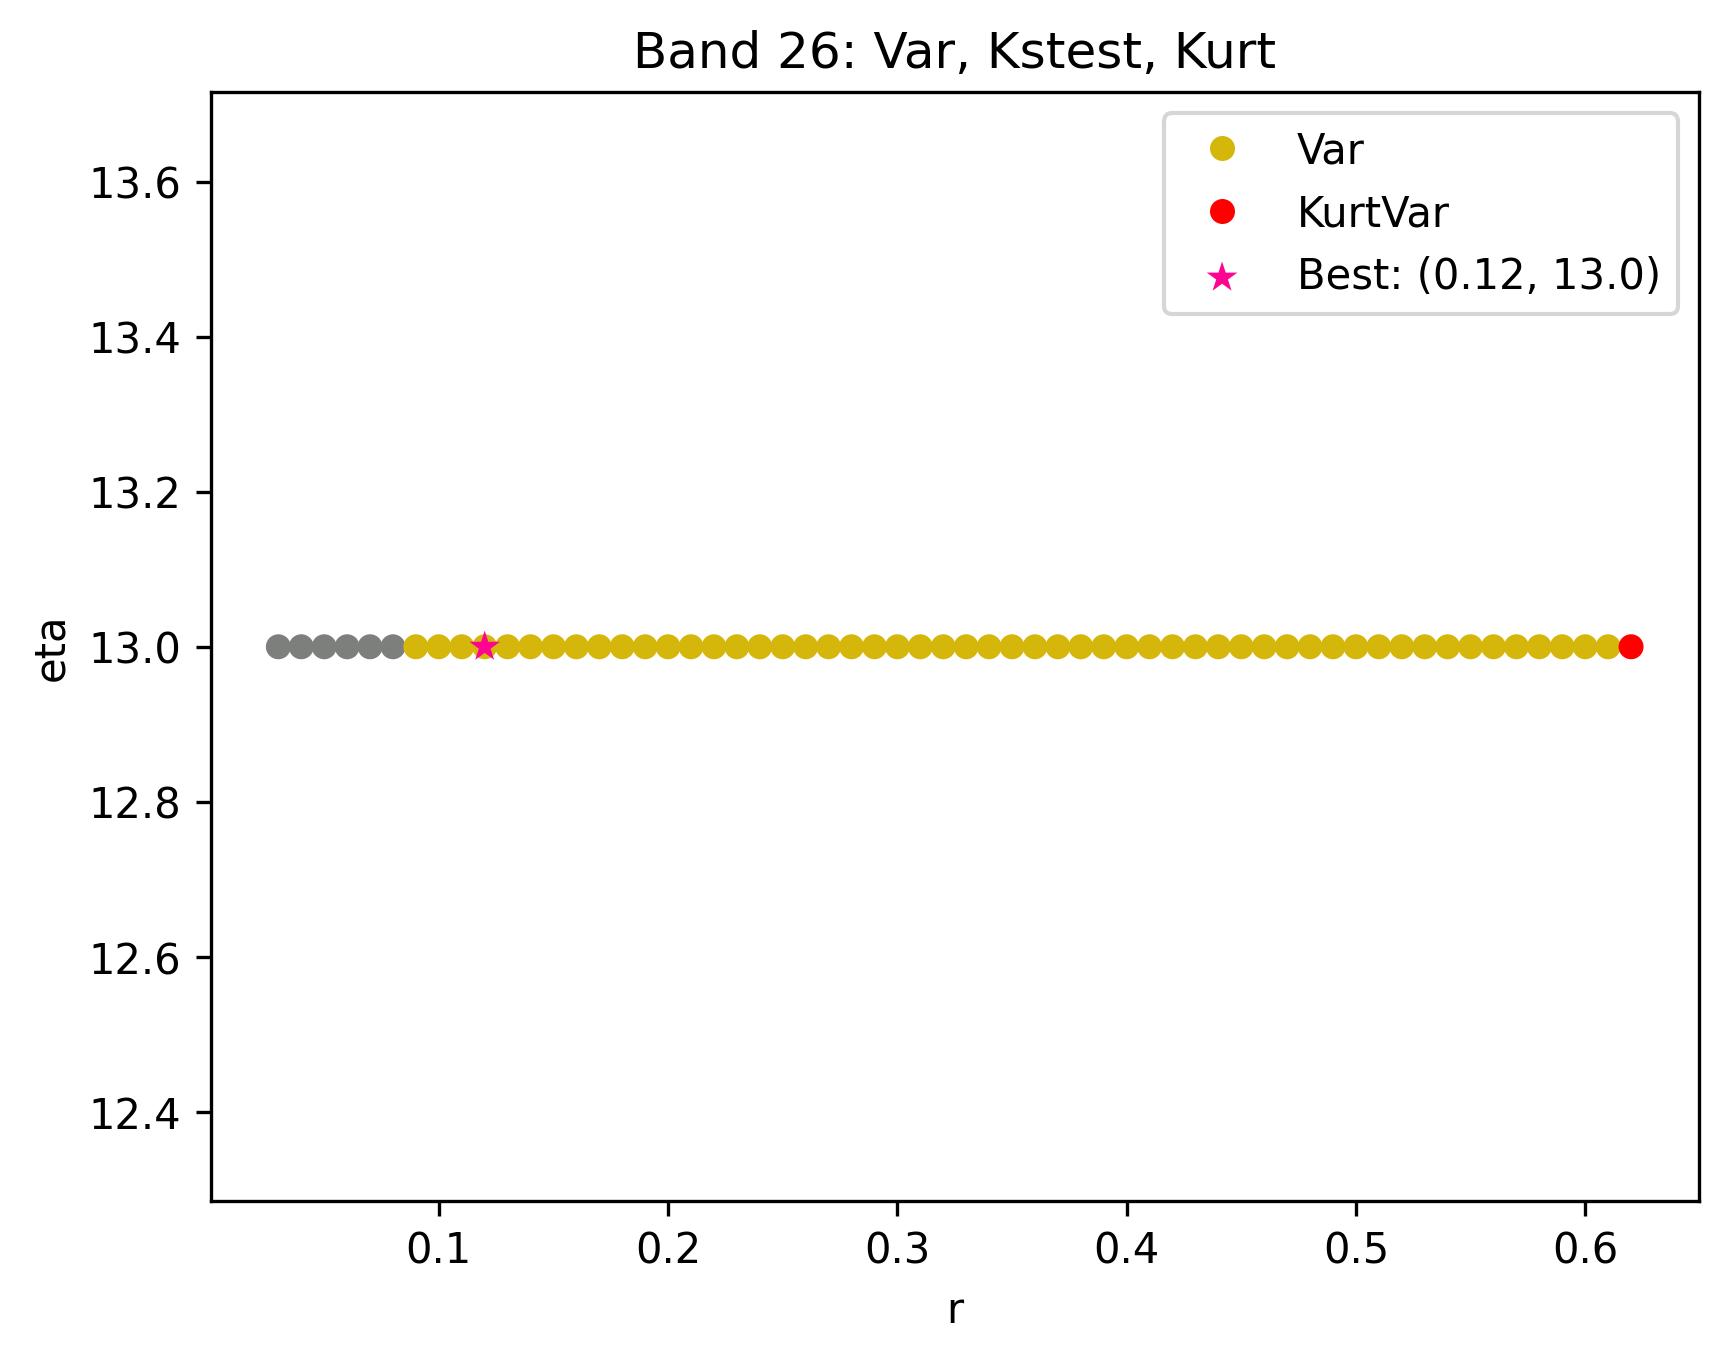 Band 26: Var, Kstest, Kurt
Var
KurtVar
Best: (0.12, 13.0)
13.6
13.4
13.2
13.0
12.8
12.6
12.4
eta
0.1 0.2 0.3 0.4 0.5 0.6
r